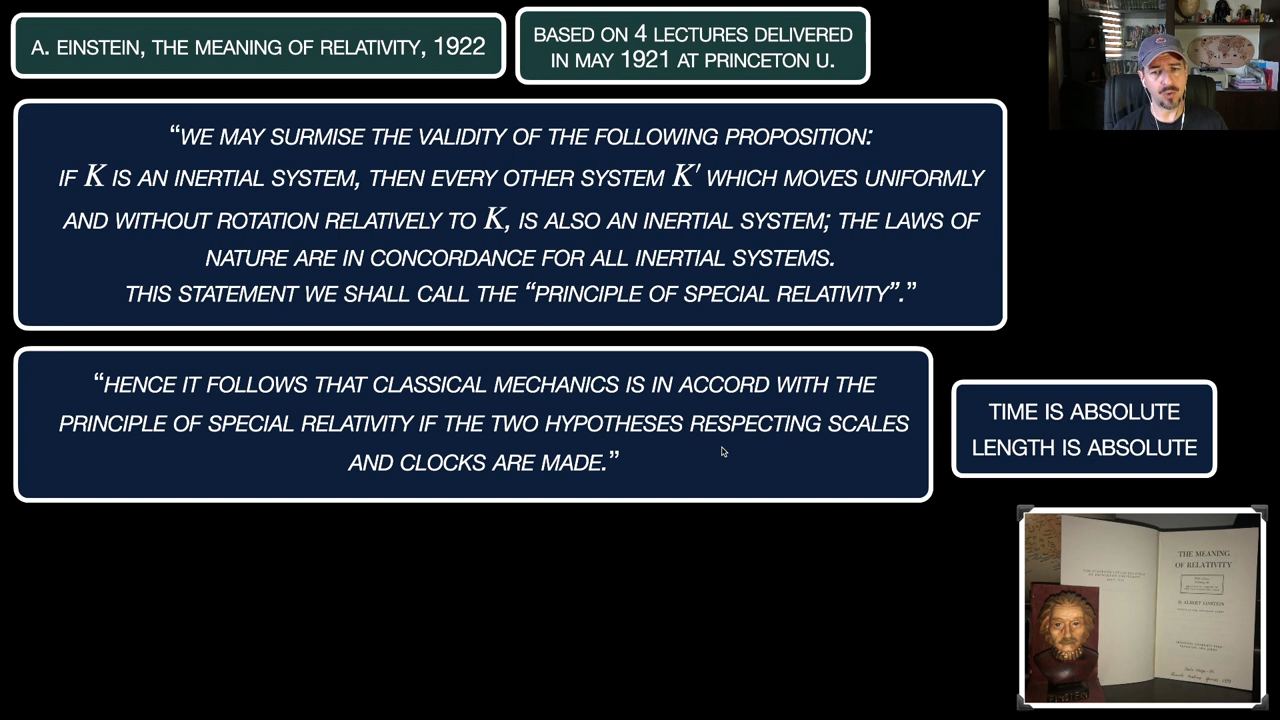 A. EINSTEIN, THE MEANING OF RELATIVITY, 1922
BASED ON 4 LECTURES DELIVERED
IN MAY 1921 AT PRINCETON U.
“WE MAY SURMISE THE VALIDITY OF THE FOLLOWING PROPOSITION:
IF K IS AN INERTIAL SYSTEM, THEN EVERY OTHER SYSTEM K′ WHICH MOVES UNIFORMLY
AND WITHOUT ROTATION RELATIVELY TO K, IS ALSO AN INERTIAL SYSTEM; THE LAWS OF
NATURE ARE IN CONCORDANCE FOR ALL INERTIAL SYSTEMS.
THIS STATEMENT WE SHALL CALL THE “PRINCIPLE OF SPECIAL RELATIVITY”.”
“HENCE IT FOLLOWS THAT CLASSICAL MECHANICS IS IN ACCORD WITH THE
PRINCIPLE OF SPECIAL RELATIVITY IF THE TWO HYPOTHESES RESPECTING SCALES
AND CLOCKS ARE MADE.”
TIME IS ABSOLUTE
LENGTH IS ABSOLUTE
THE MEANING
OF RELATIVITY
By ALBERT EINSTEIN
EINSTEIN